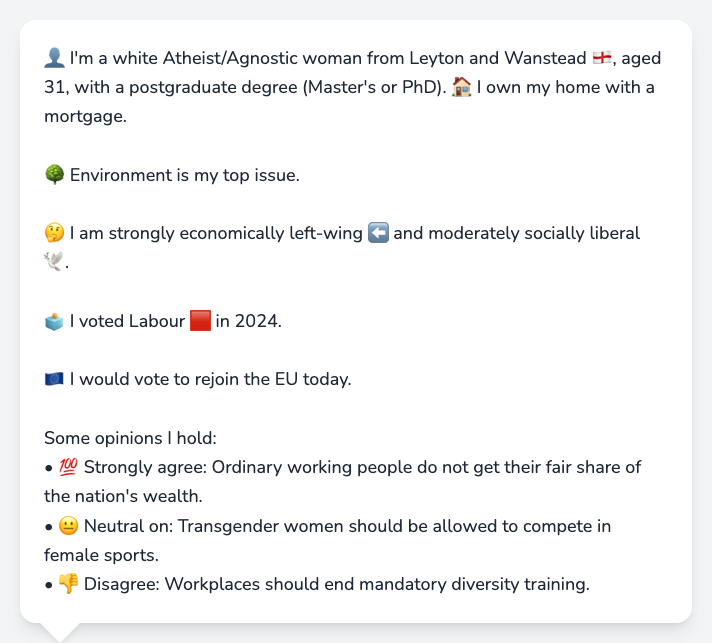 👤 I'm a white Atheist/Agnostic woman from Leyton and Wanstead 🏴󠁧󠁢󠁥󠁮󠁧󠁿, aged
31, with a postgraduate degree (Master's or PhD). 🏠 I own my home with a
mortgage.
🌳 Environment is my top issue.
🤔 I am strongly economically left-wing ⬅️ and moderately socially liberal
🕊️.
🗳️ I voted Labour 🟥 in 2024.
🇪🇺 I would vote to rejoin the EU today.
Some opinions I hold:
• 💯 Strongly agree: Ordinary working people do not get their fair share of
the nation's wealth.
• 😐 Neutral on: Transgender women should be allowed to compete in
female sports.
• 👎 Disagree: Workplaces should end mandatory diversity training.